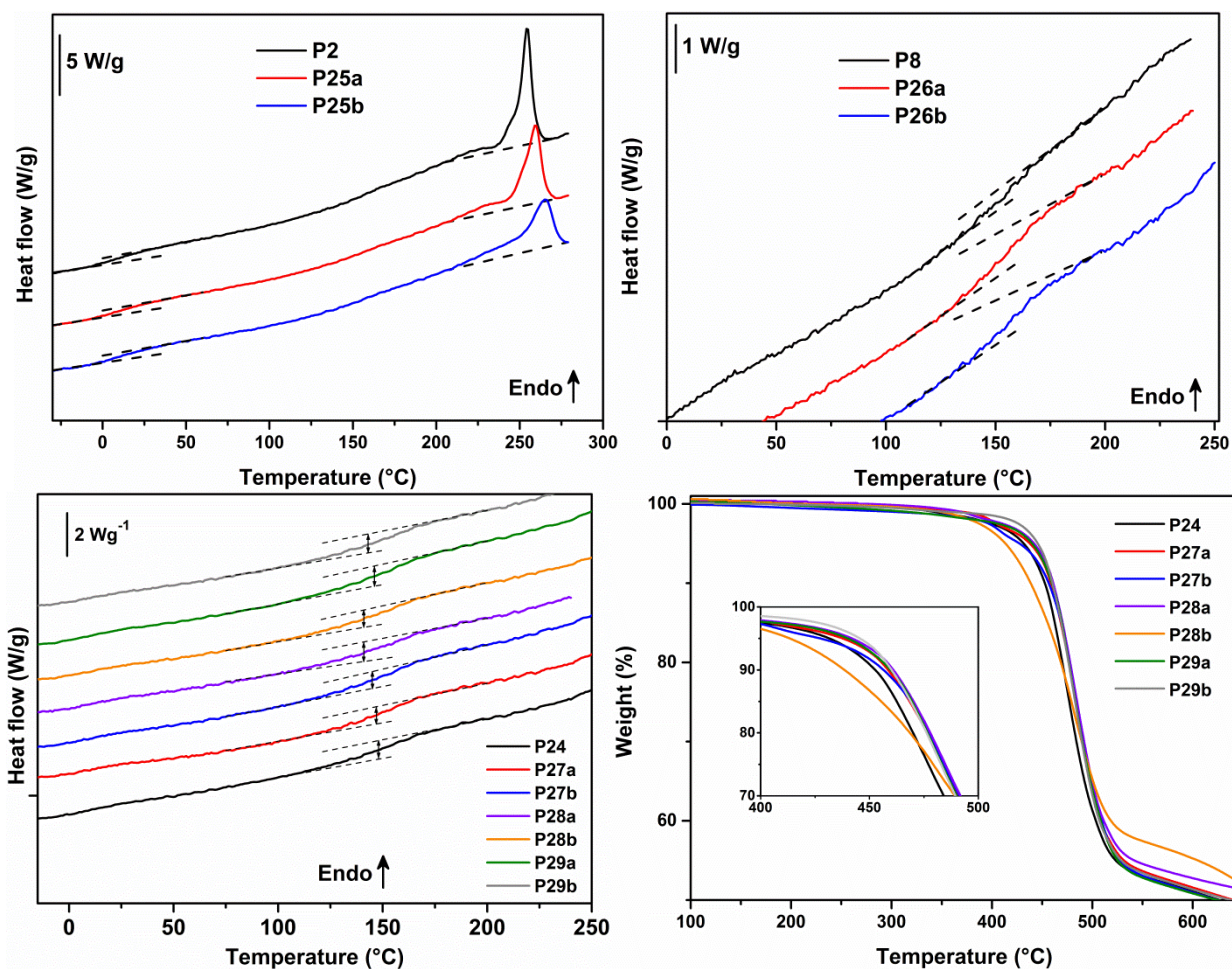 5 W/g
P2
P25a
P25b
Heat flow (W/g)
Endo
0 50 100 150 200 250 300
Temperature (°C)
1 W/g
P8
P26a
P26b
Heat flow (W/g)
Endo
0 50 100 150 200 250
Temperature (°C)
2 Wg⁻¹
Heat flow (W/g)
P24
P27a
P27b
P28a
P28b
P29a
P29b
Endo
0 50 100 150 200 250
Temperature (°C)
100
80
60
Weight (%)
P24
P27a
P27b
P28a
P28b
P29a
P29b
100
90
80
70
400 450 500
100 200 300 400 500 600
Temperature (°C)